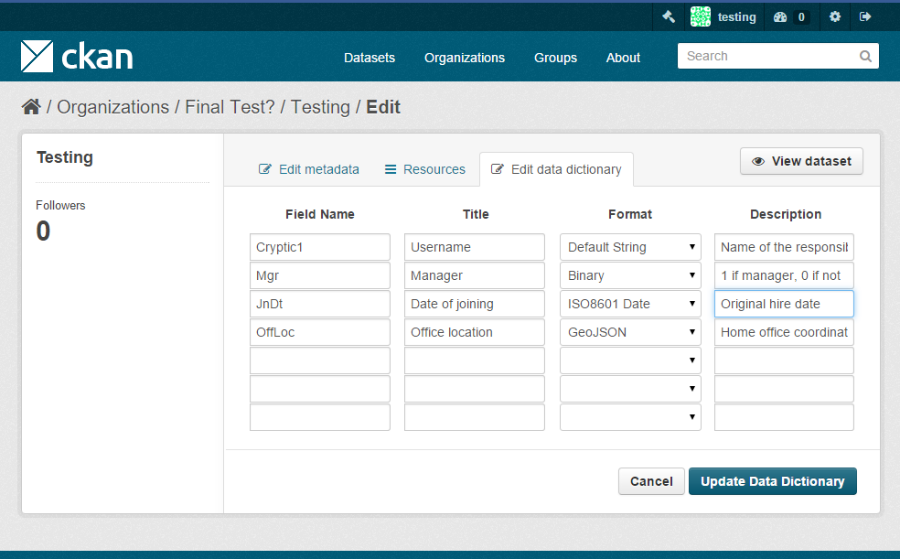 testing 0
ckan Datasets Organizations Groups About Search
/ Organizations / Final Test? / Testing / Edit
Testing
Followers
0
Edit metadata Resources Edit data dictionary View dataset
Field Name Title Format Description
Cryptic1 Username Default String Name of the responsib
Mgr Manager Binary 1 if manager, 0 if not
JnDt Date of joining ISO8601 Date Original hire date
OffLoc Office location GeoJSON Home office coordinat
Cancel Update Data Dictionary